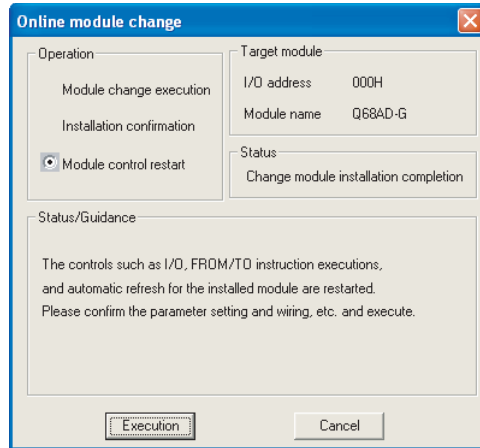 Online module change
Operation
Module change execution
Installation confirmation
Module control restart
Target module
I/O address 000H
Module name Q68AD-G
Status
Change module installation completion
Status/Guidance
The controls such as I/O, FROM/TO instruction executions,
and automatic refresh for the installed module are restarted.
Please confirm the parameter setting and wiring, etc. and execute.
Execution
Cancel